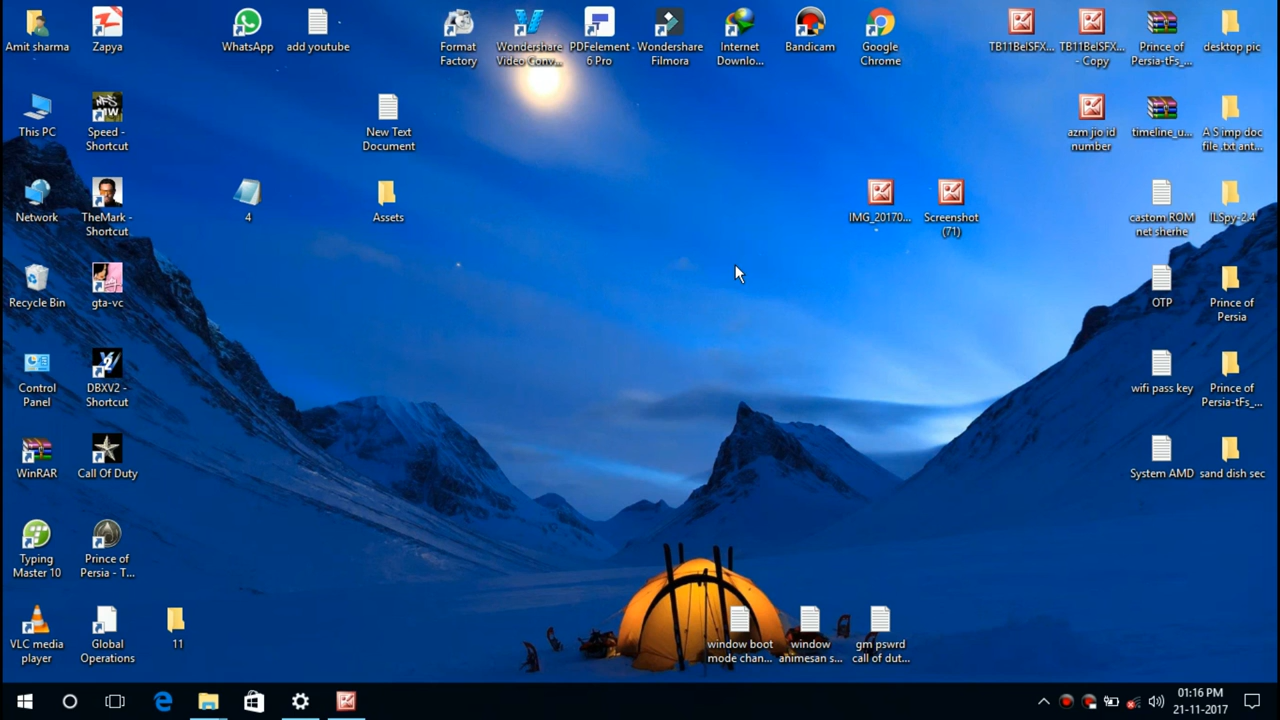 Amit sharma
Zapya
WhatsApp
add youtube
Format
Factory
Wondershare
Video Conv...
PDFelement
6 Pro
Wondershare
Filmora
Internet
Downlo...
Bandicam
Google
Chrome
TB11BelSFX...
TB11BelSFX...
- Copy
Prince of
Persia-tFs_...
desktop pic
This PC
Speed -
Shortcut
New Text
Document
azm jio id
number
timeline_u...
A S imp doc
file .txt ant...
Network
TheMark -
Shortcut
4
Assets
IMG_20170...
Screenshot
(71)
castom ROM
net sherhe
ILSpy-2.4
Recycle Bin
gta-vc
OTP
Prince of
Persia
Control
Panel
DBXV2 -
Shortcut
wifi pass key
Prince of
Persia-tFs_...
WinRAR
Call Of Duty
System AMD
sand dish sec
Typing
Master 10
Prince of
Persia - T...
VLC media
player
Global
Operations
11
window boot
mode chan...
window
animesan s...
gm pswrd
call of dut...
01:16 PM
21-11-2017